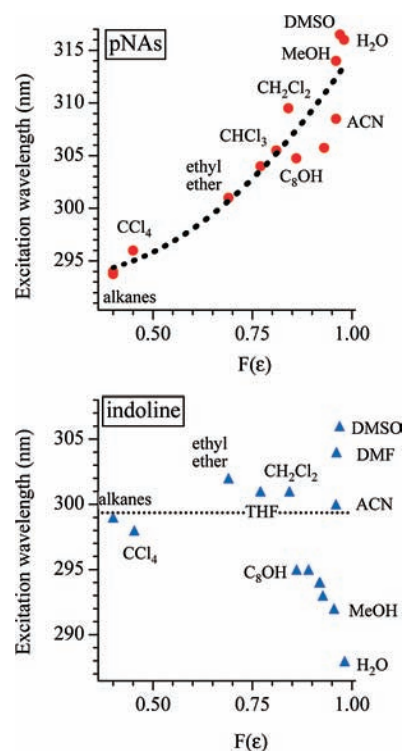 pNAs
DMSO
H₂O
MeOH
CH₂Cl₂
ACN
CHCl₃
C₈OH
ethyl
ether
CCl₄
alkanes
Excitation wavelength (nm)
315
310
305
300
295
0.50
0.75
1.00
F(ε)
indoline
DMSO
DMF
ethyl
ether
CH₂Cl₂
alkanes
THF
ACN
CCl₄
C₈OH
MeOH
H₂O
Excitation wavelength (nm)
305
300
295
290
0.50
0.75
1.00
F(ε)